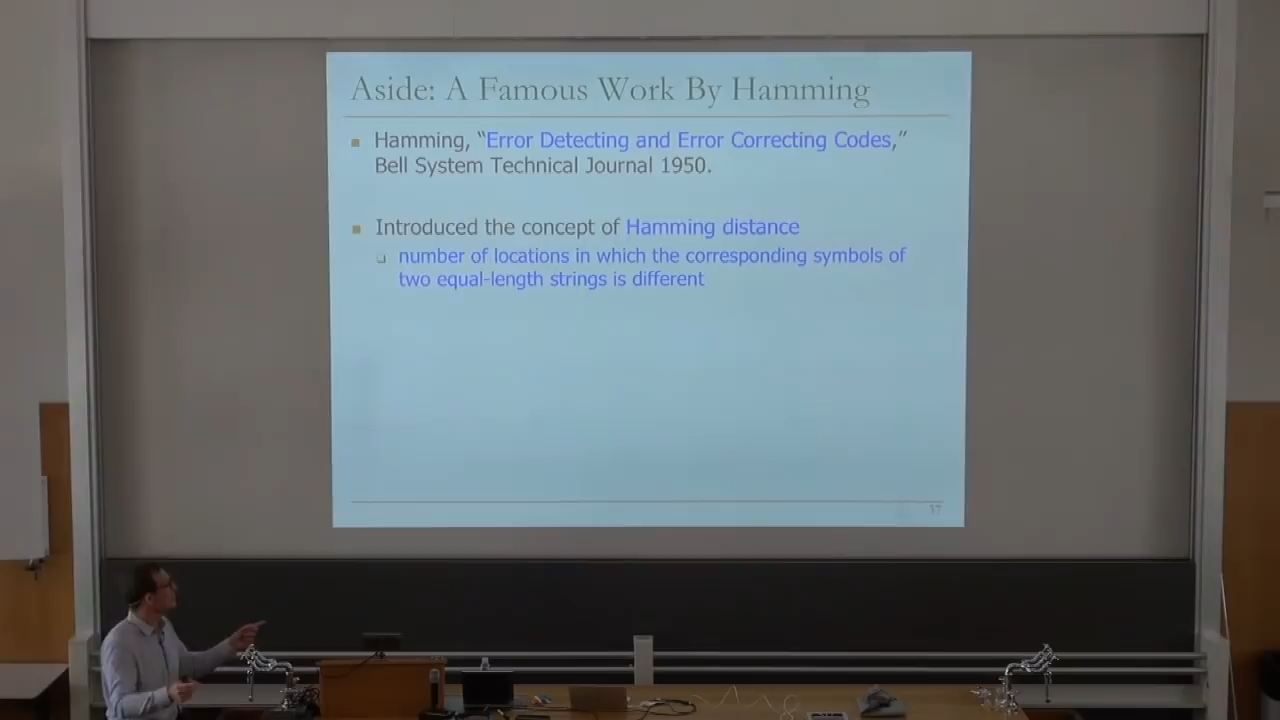 Aside: A Famous Work By Hamming
Hamming, “Error Detecting and Error Correcting Codes,”
Bell System Technical Journal 1950.
Introduced the concept of Hamming distance
number of locations in which the corresponding symbols of
two equal-length strings is different